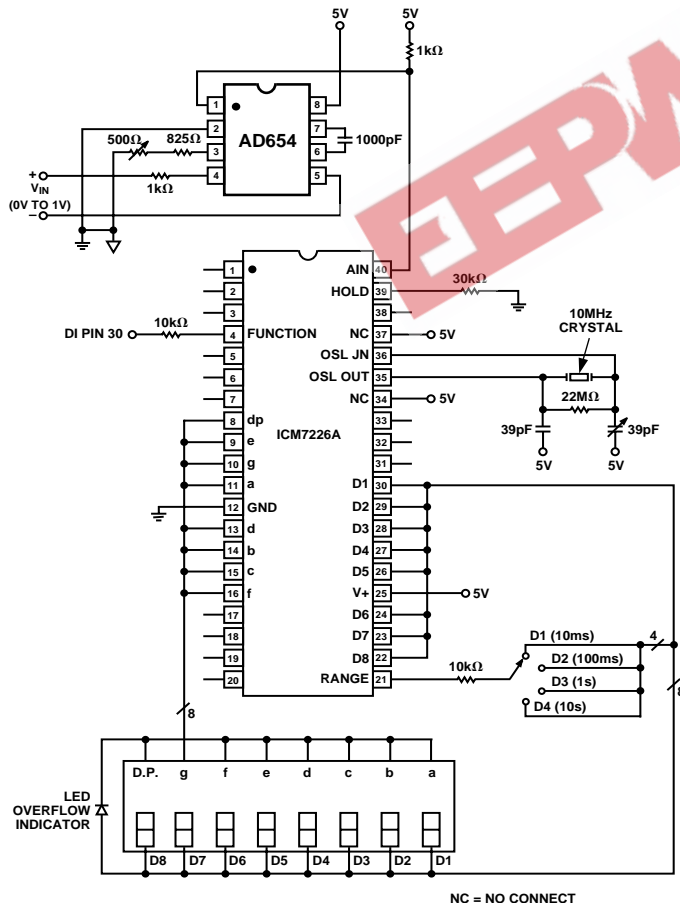 5V
5V
1kΩ
1
2
3
4
AD654
8
7
6
5
1000pF
500Ω
825Ω
+
VIN
(0V TO 1V)
–
1kΩ
EEPW
DI PIN 30
10kΩ
1
2
3
4 FUNCTION
5
6
7
8 dp
9 e
10 g
11 a
12 GND
13 d
14 b
15 c
16 f
17
18
19
20
ICM7226A
AIN 40
HOLD 39
38
NC 37
OSL JN 36
OSL OUT 35
NC 34
33
32
31
D1 30
D2 29
D3 28
D4 27
D5 26
V+ 25
D6 24
D7 23
D8 22
RANGE 21
30kΩ
5V
10MHz
CRYSTAL
22MΩ
5V
39pF
39pF
5V
5V
5V
10kΩ
D1 (10ms)
D2 (100ms)
D3 (1s)
D4 (10s)
4
8
8
D.P. g f e d c b a
LED
OVERFLOW
INDICATOR
D8 D7 D6 D5 D4 D3 D2 D1
NC = NO CONNECT